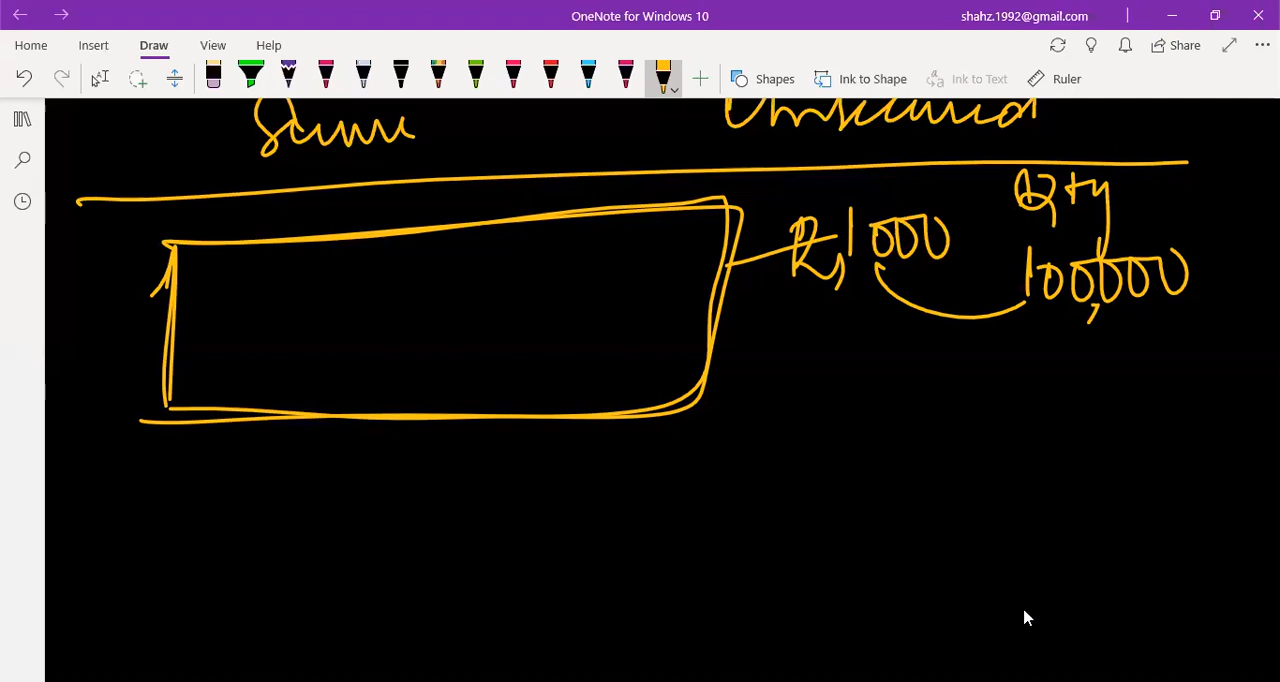 OneNote for Windows 10
shahz.1992@gmail.com
Home Insert Draw View Help
Share
Shapes Ink to Shape Ink to Text Ruler
Qty
R, 1000
100,000